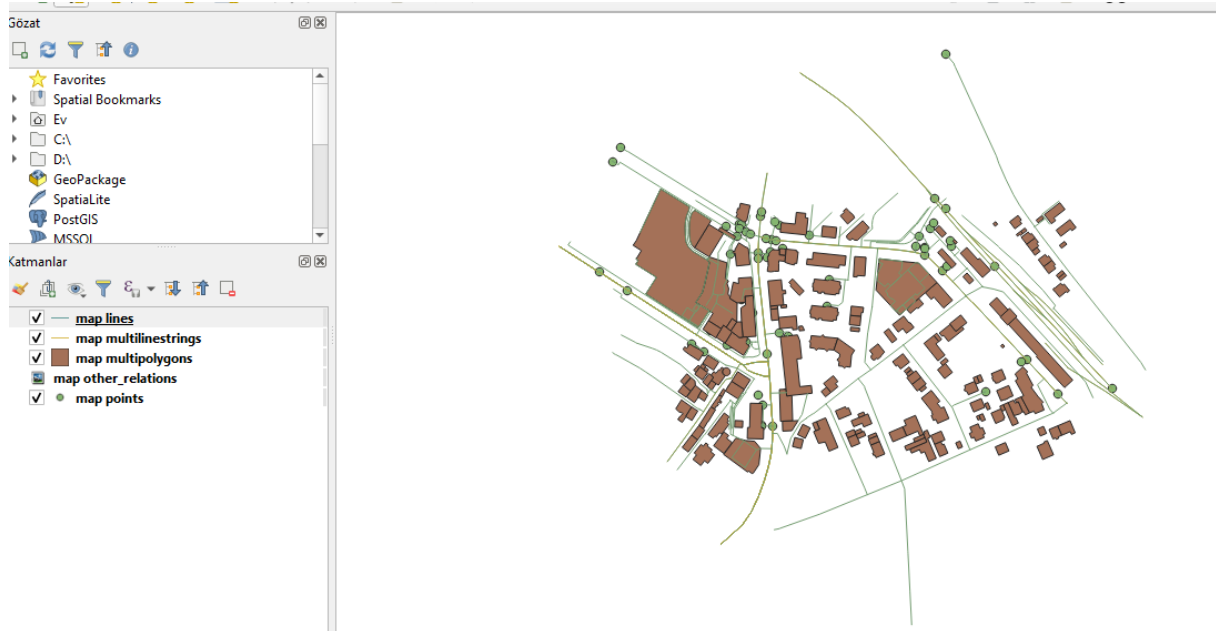 Gözat
Favorites
Spatial Bookmarks
Ev
C:\
D:\
GeoPackage
SpatiaLite
PostGIS
MSSQL
Katmanlar
map lines
map multilinestrings
map multipolygons
map other_relations
map points